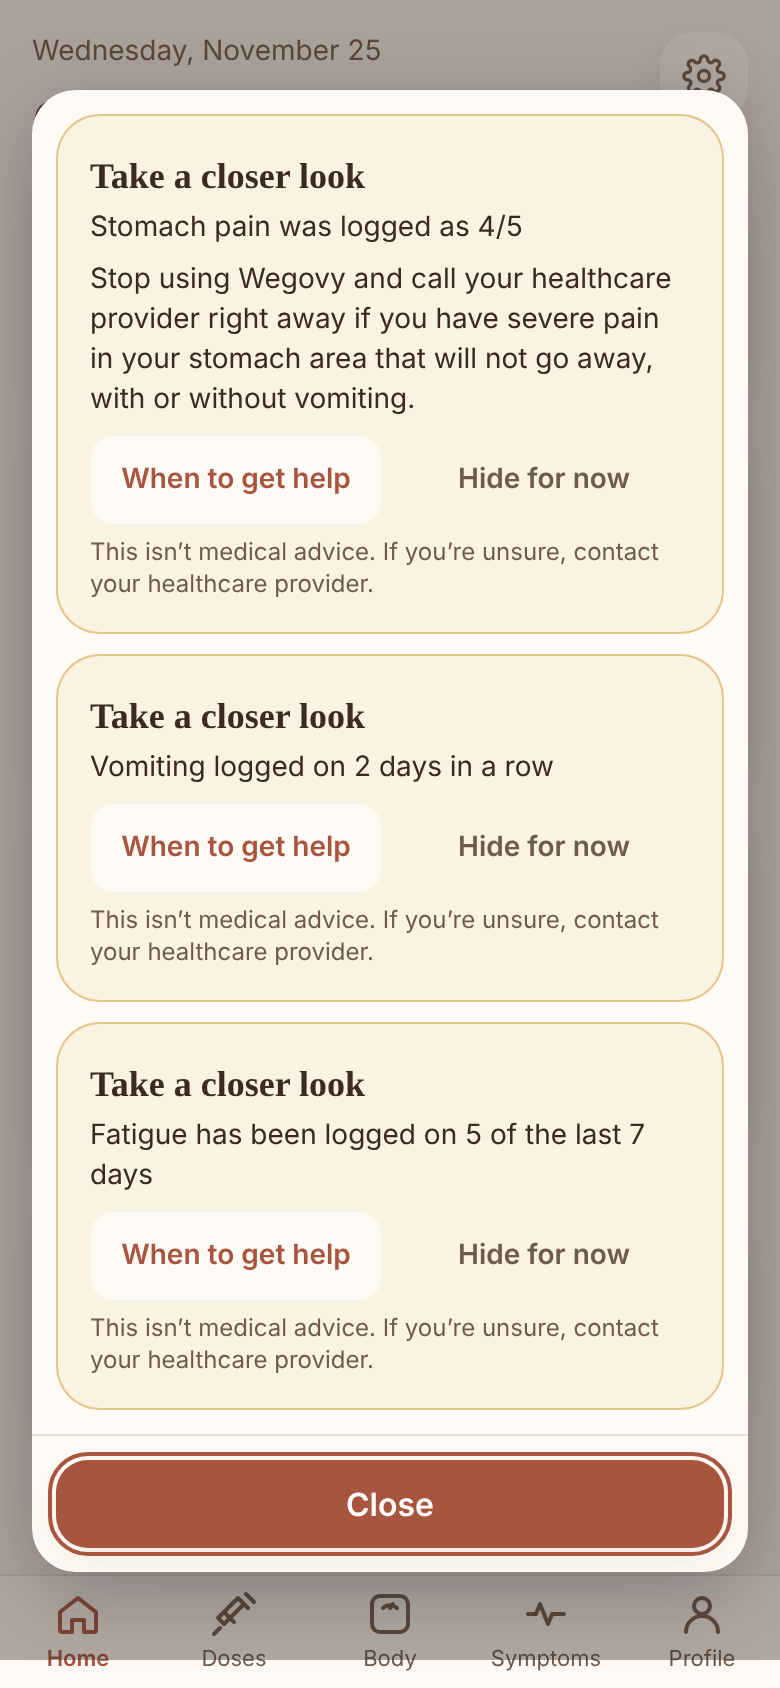 Wednesday, November 25
Take a closer look
Stomach pain was logged as 4/5
Stop using Wegovy and call your healthcare
provider right away if you have severe pain
in your stomach area that will not go away,
with or without vomiting.
When to get help
Hide for now
This isn’t medical advice. If you’re unsure, contact
your healthcare provider.
Take a closer look
Vomiting logged on 2 days in a row
When to get help
Hide for now
This isn’t medical advice. If you’re unsure, contact
your healthcare provider.
Take a closer look
Fatigue has been logged on 5 of the last 7
days
When to get help
Hide for now
This isn’t medical advice. If you’re unsure, contact
your healthcare provider.
Close
Home
Doses
Body
Symptoms
Profile